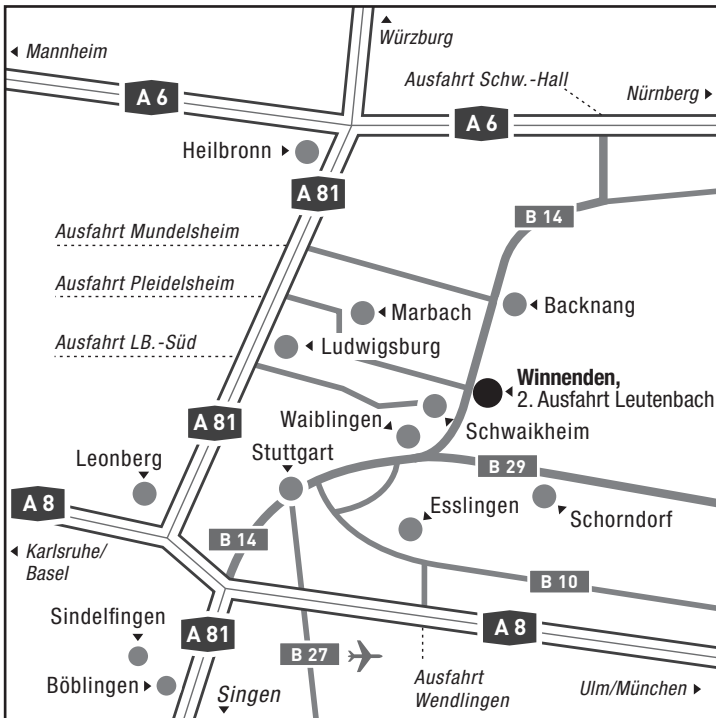 Mannheim
Würzburg
Ausfahrt Schw.-Hall
Nürnberg
A 6
A 6
Heilbronn
A 81
B 14
Ausfahrt Mundelsheim
Ausfahrt Pleidelsheim
Marbach
Backnang
Ausfahrt LB.-Süd
Ludwigsburg
Winnenden,
2. Ausfahrt Leutenbach
A 81
Waiblingen
Schwaikheim
Leonberg
Stuttgart
B 29
A 8
Esslingen
Schorndorf
Karlsruhe/
Basel
B 14
B 10
Sindelfingen
A 81
A 8
B 27
Böblingen
Singen
Ausfahrt
Wendlingen
Ulm/München